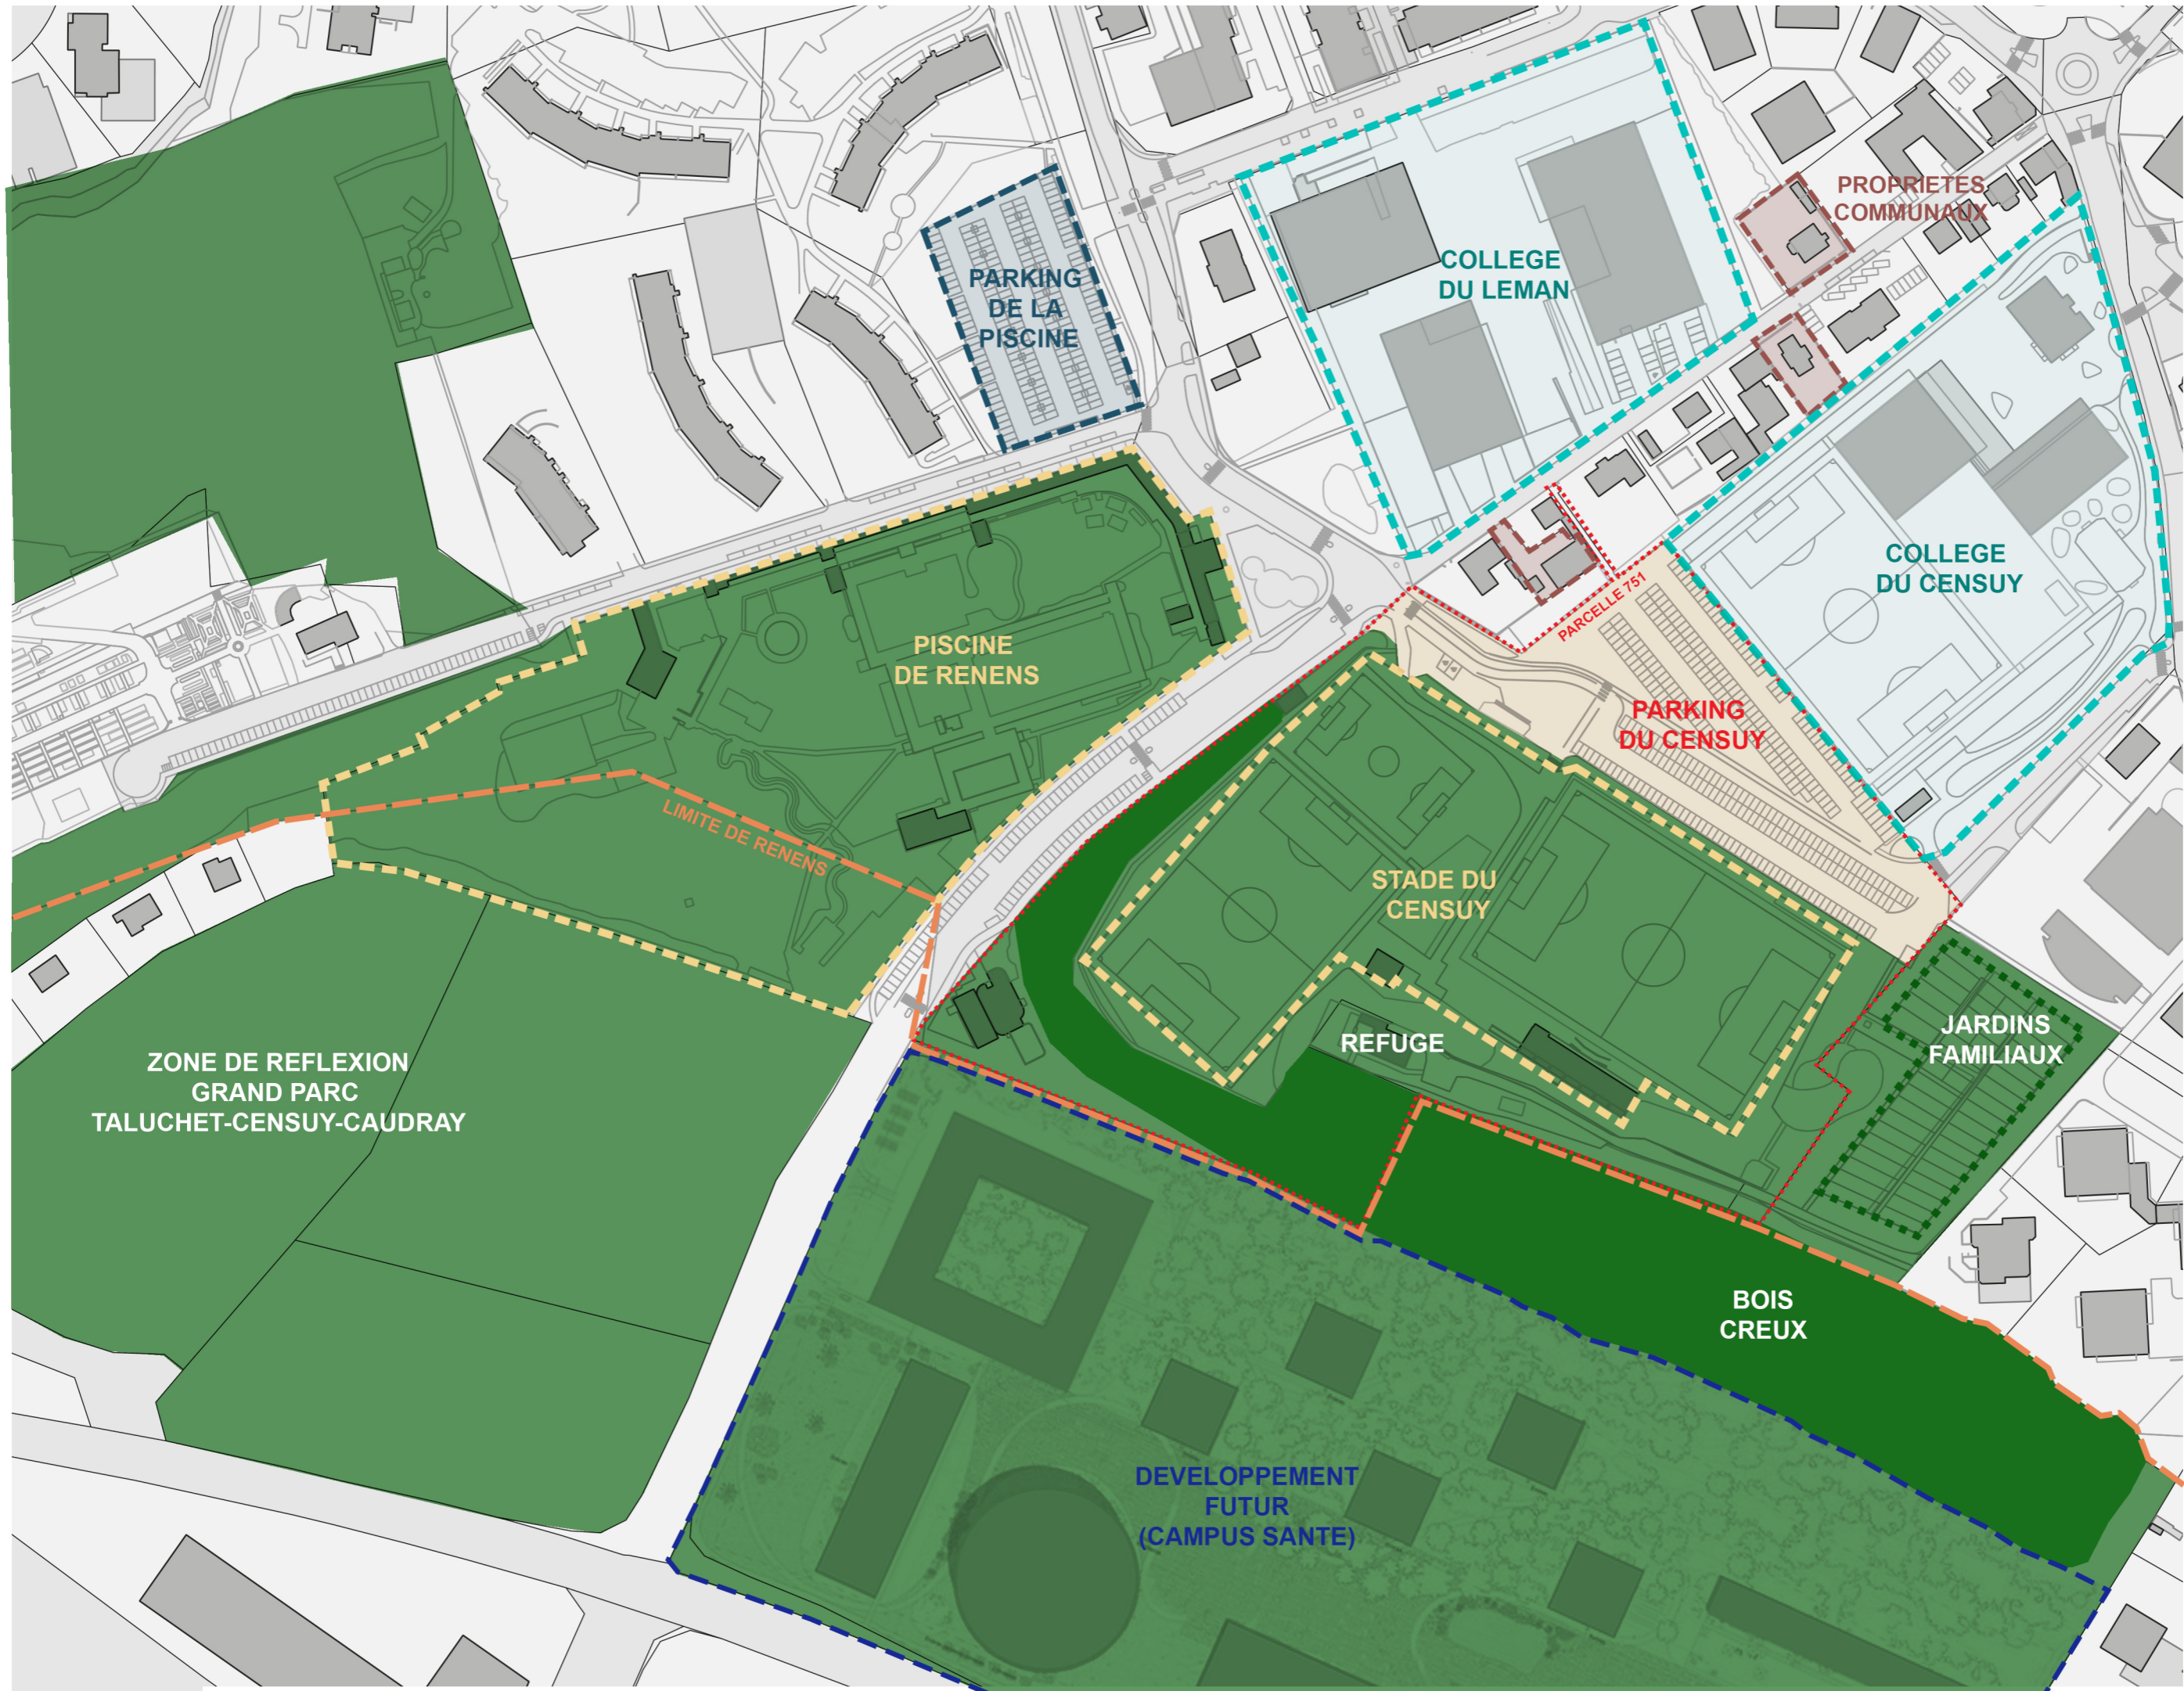 PROPRIETES
COMMUNAUX
COLLEGE
DU LEMAN
PARKING
DE LA
PISCINE
COLLEGE
DU CENSUY
PARCELLE 751
PISCINE
DE RENENS
PARKING
DU CENSUY
LIMITE DE RENENS
STADE DU
CENSUY
REFUGE
JARDINS
FAMILIAUX
ZONE DE REFLEXION
GRAND PARC
TALUCHET-CENSUY-CAUDRAY
BOIS
CREUX
DEVELOPPEMENT
FUTUR
(CAMPUS SANTE)